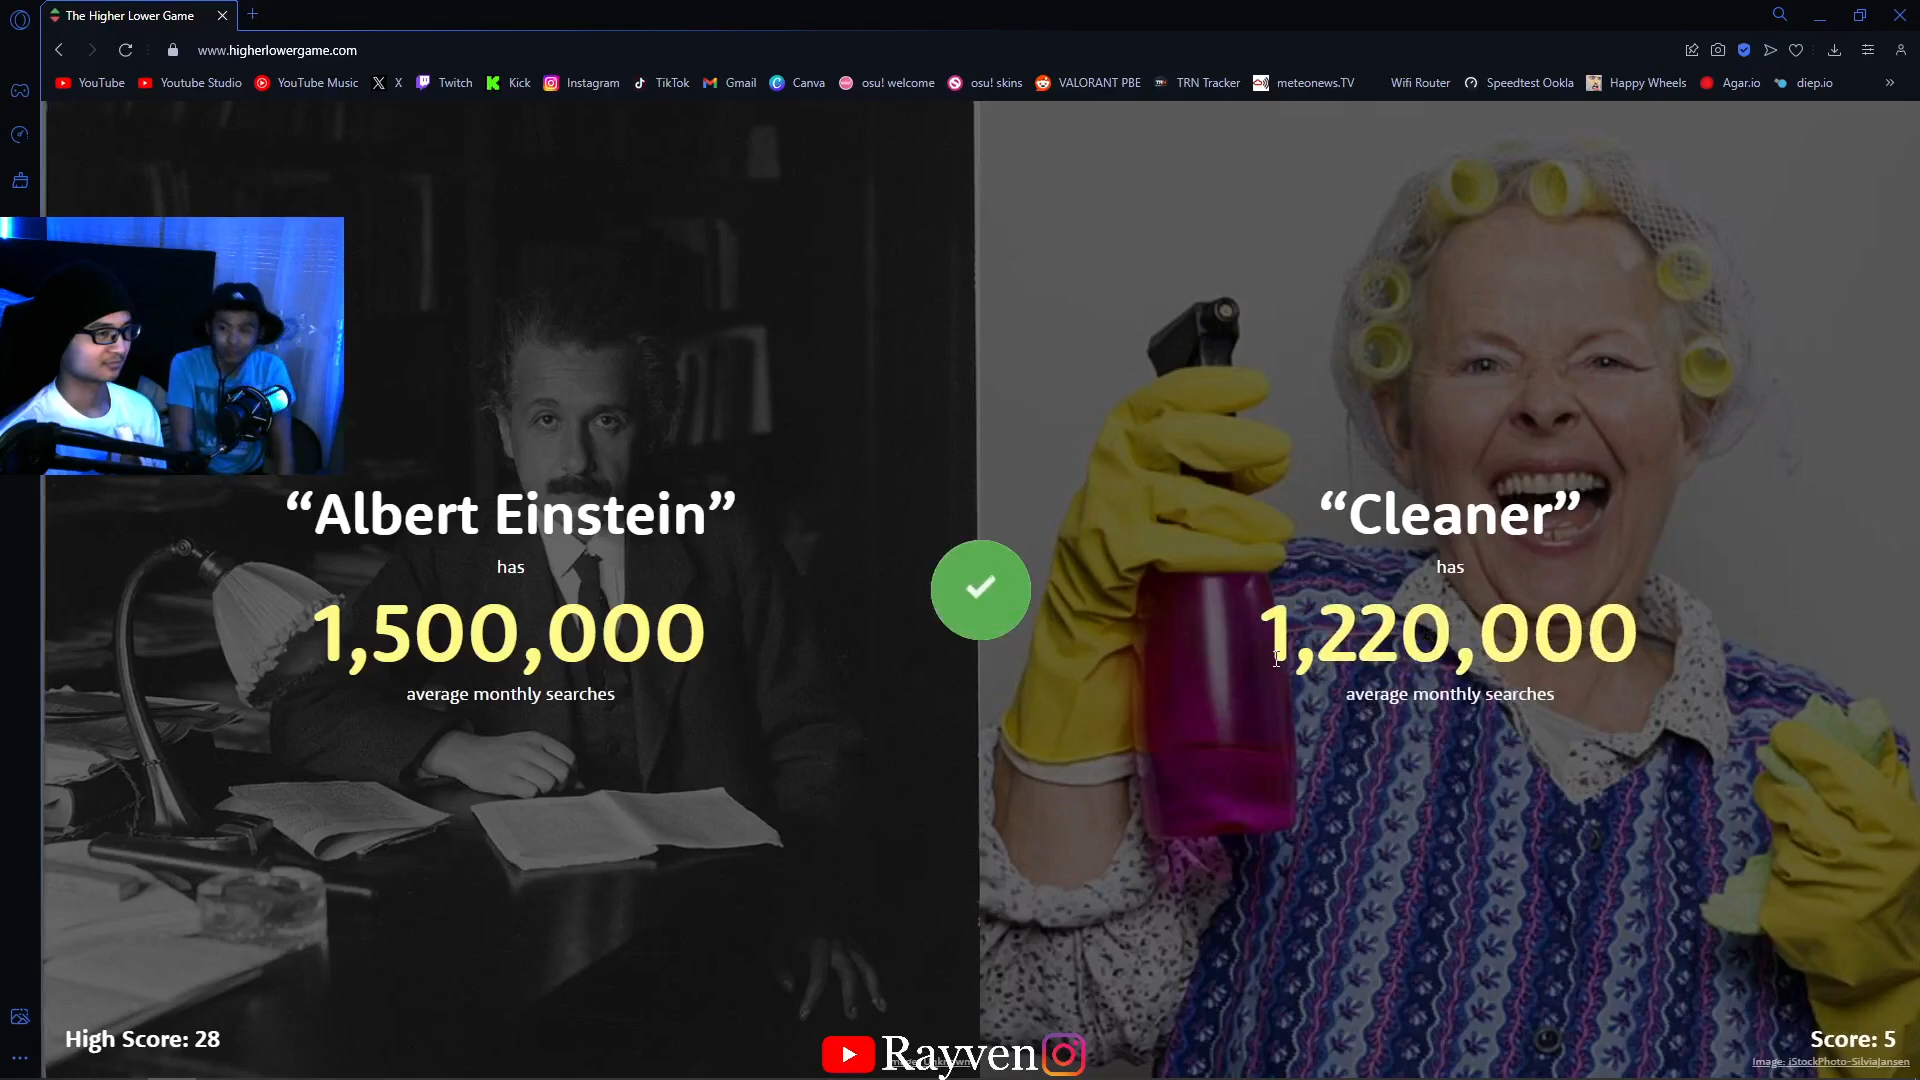 The Higher Lower Game
www.higherlowergame.com
YouTube Youtube Studio YouTube Music X Twitch Kick Instagram TikTok Gmail Canva osu! welcome osu! skins VALORANT PBE TRN Tracker meteonews.TV Wifi Router Speedtest Ookla Happy Wheels Agar.io diep.io »
“Albert Einstein”
has
1,500,000
average monthly searches
“Cleaner”
has
1,220,000
average monthly searches
High Score: 28
Rayven
Score: 5
Image: iStockPhoto-SilviaJansen